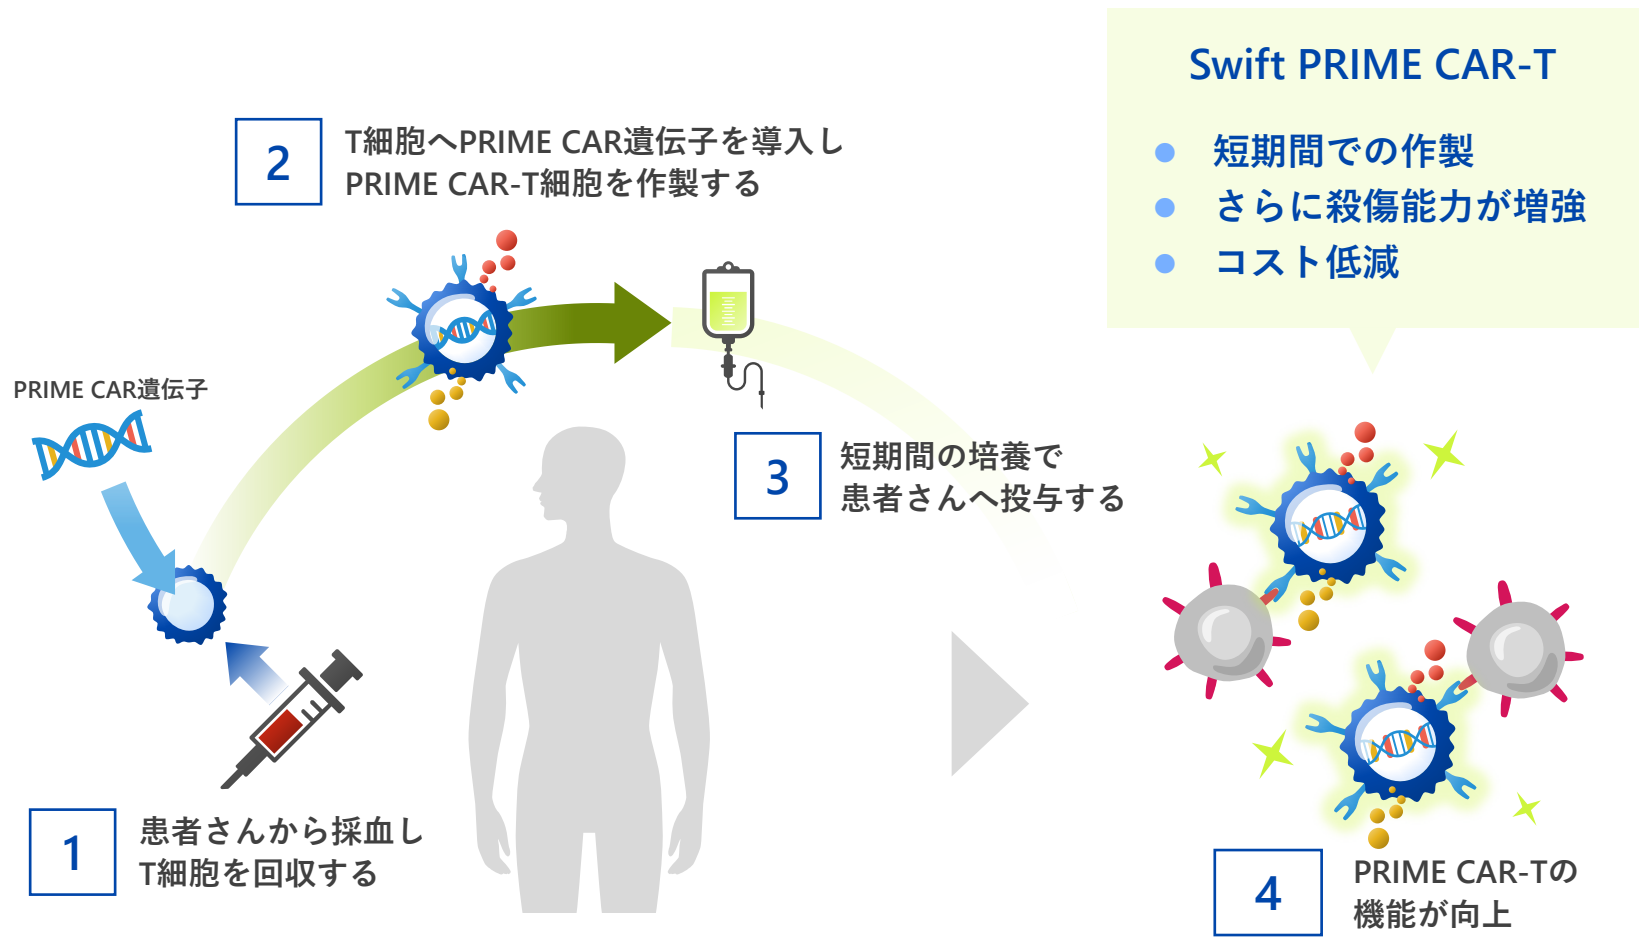 Swift PRIME CAR-T
● 短期間での作製
● さらに殺傷能力が増強
● コスト低減
2
T細胞へPRIME CAR遺伝子を導入し
PRIME CAR-T細胞を作製する
PRIME CAR遺伝子
3
短期間の培養で
患者さんへ投与する
1
患者さんから採血し
T細胞を回収する
4
PRIME CAR-Tの
機能が向上